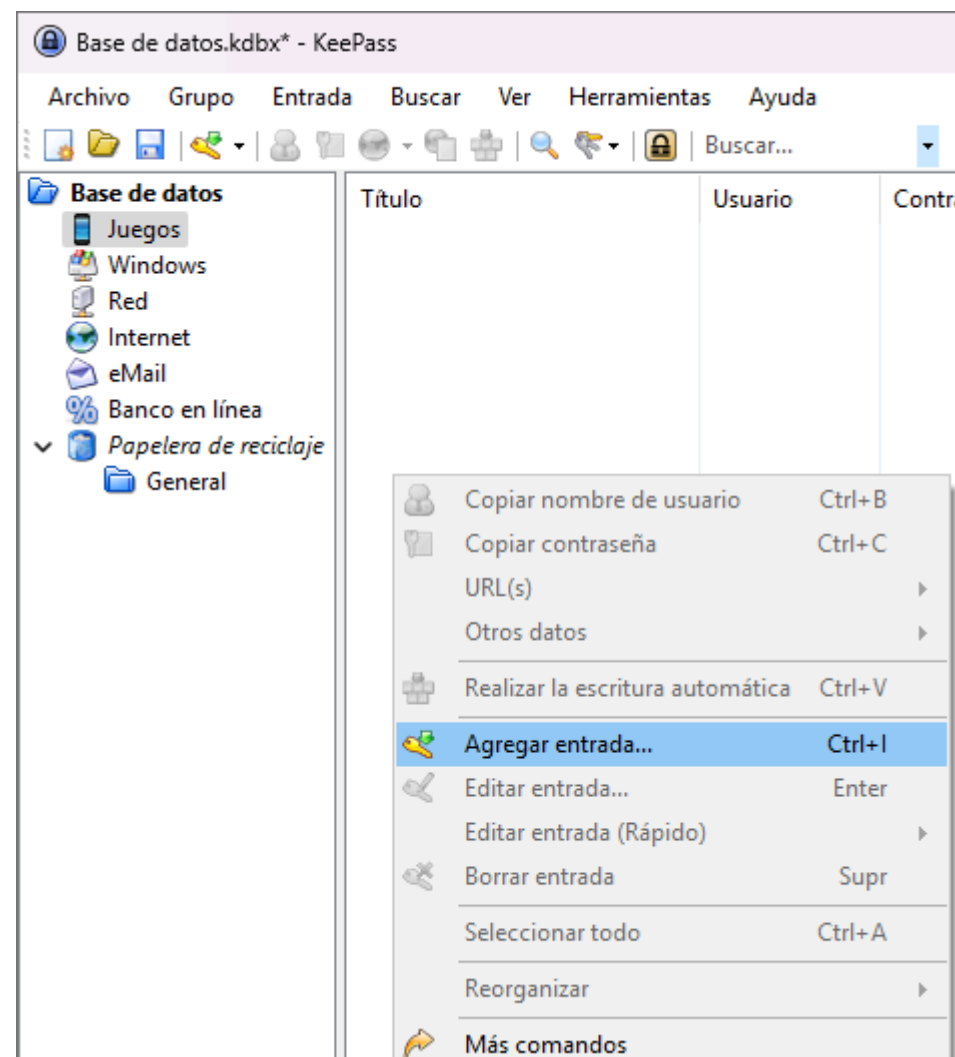 Base de datos.kdbx* - KeePass
Archivo Grupo Entrada Buscar Ver Herramientas Ayuda
Buscar...
Base de datos
Juegos
Windows
Red
Internet
eMail
Banco en línea
Papelera de reciclaje
General
Título Usuario Contr
Copiar nombre de usuario Ctrl+B
Copiar contraseña Ctrl+C
URL(s)
Otros datos
Realizar la escritura automática Ctrl+V
Agregar entrada... Ctrl+I
Editar entrada... Enter
Editar entrada (Rápido)
Borrar entrada Supr
Seleccionar todo Ctrl+A
Reorganizar
Más comandos